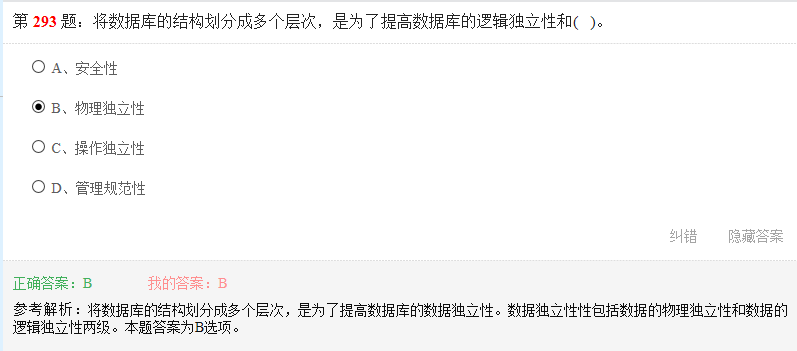 第 293 题：将数据库的结构划分成多个层次，是为了提高数据库的逻辑独立性和( )。
A、安全性
B、物理独立性
C、操作独立性
D、管理规范性
纠错 隐藏答案
正确答案：B 我的答案：B
参考解析：将数据库的结构划分成多个层次，是为了提高数据库的数据独立性。数据独立性性包括数据的物理独立性和数据的
逻辑独立性两级。本题答案为B选项。